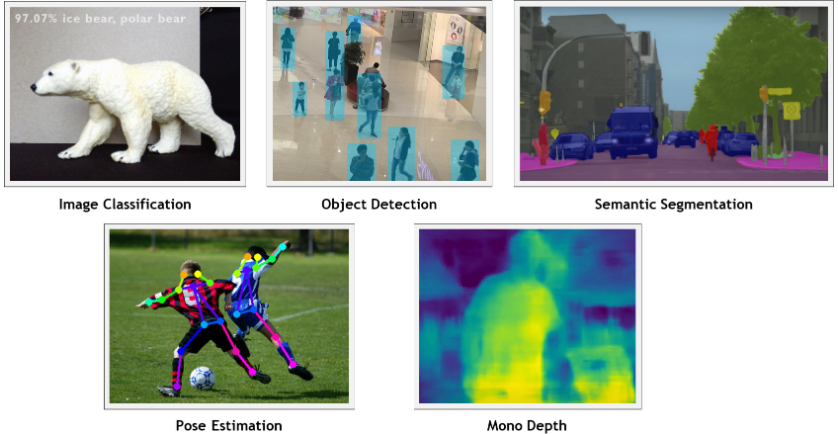 97.07% ice bear, polar bear
Image Classification
Object Detection
Semantic Segmentation
Pose Estimation
Mono Depth